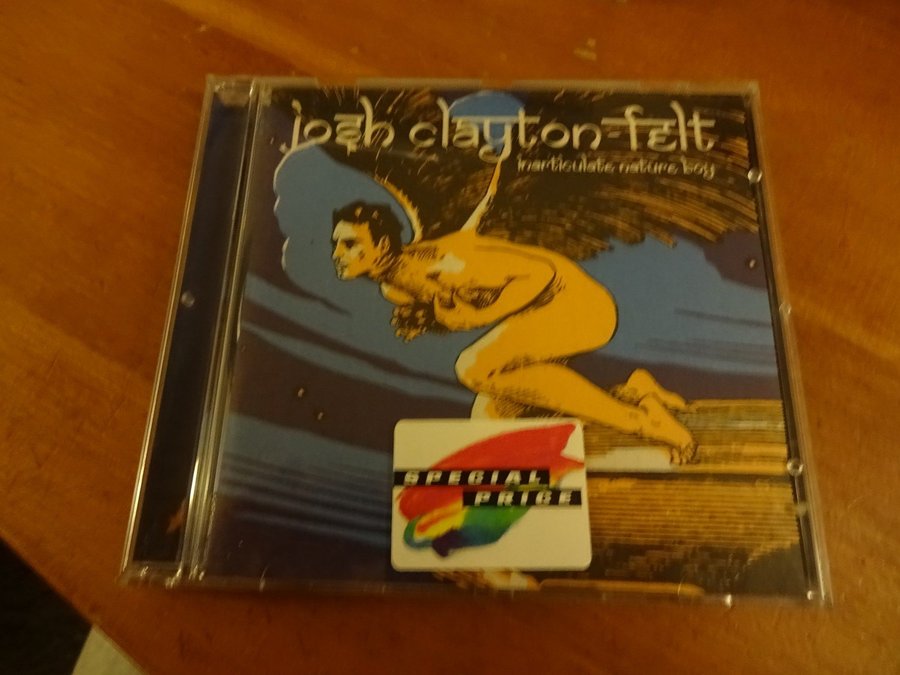 josh clayton-felt
inarticulate nature boy
SPECIAL
PRICE